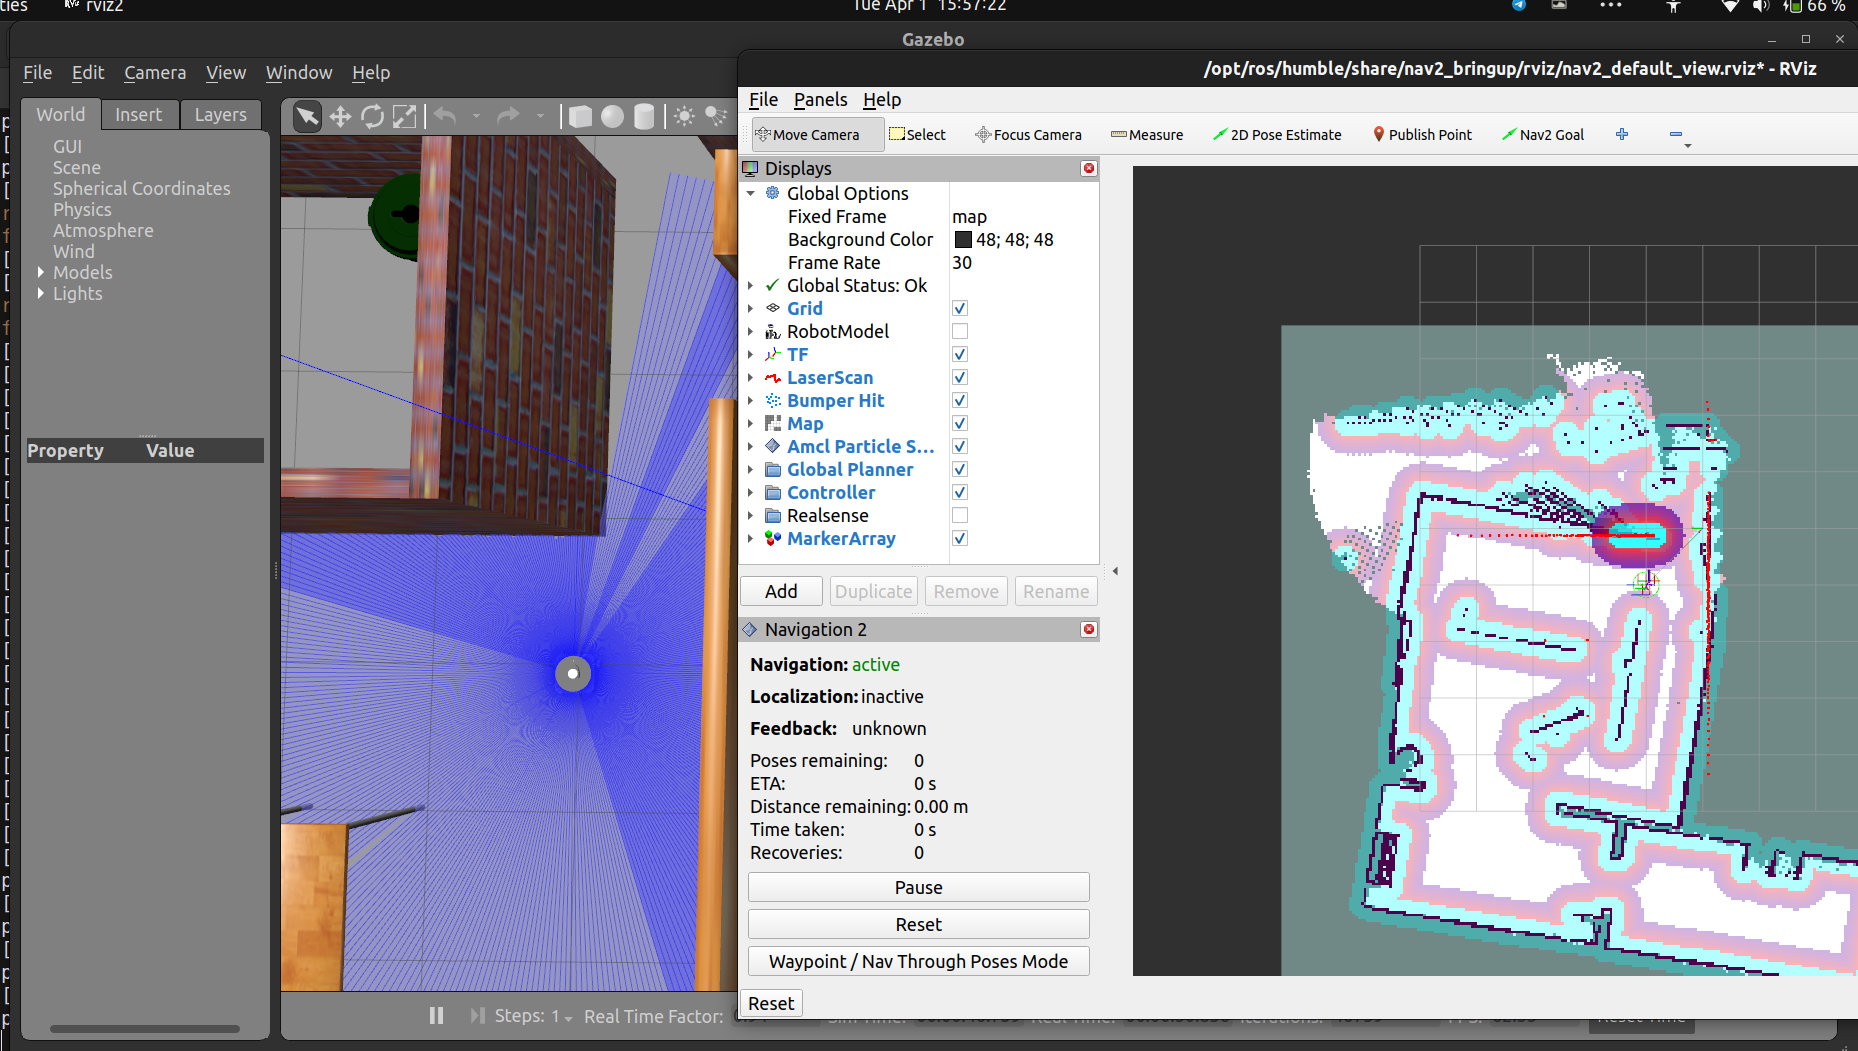 ties
rviz2
Tue Apr 1 15:57:22
66 %
Gazebo
File Edit Camera View Window Help
World Insert Layers
GUI
Scene
Spherical Coordinates
Physics
Atmosphere
Wind
Models
Lights
Property Value
Steps: 1
Real Time Factor:
/opt/ros/humble/share/nav2_bringup/rviz/nav2_default_view.rviz* - RViz
File Panels Help
Move Camera Select Focus Camera Measure 2D Pose Estimate Publish Point Nav2 Goal
Displays
Global Options
Fixed Frame map
Background Color 48; 48; 48
Frame Rate 30
Global Status: Ok
Grid
RobotModel
TF
LaserScan
Bumper Hit
Map
Amcl Particle S...
Global Planner
Controller
Realsense
MarkerArray
Add Duplicate Remove Rename
Navigation 2
Navigation: active
Localization: inactive
Feedback: unknown
Poses remaining: 0
ETA: 0 s
Distance remaining: 0.00 m
Time taken: 0 s
Recoveries: 0
Pause
Reset
Waypoint / Nav Through Poses Mode
Reset